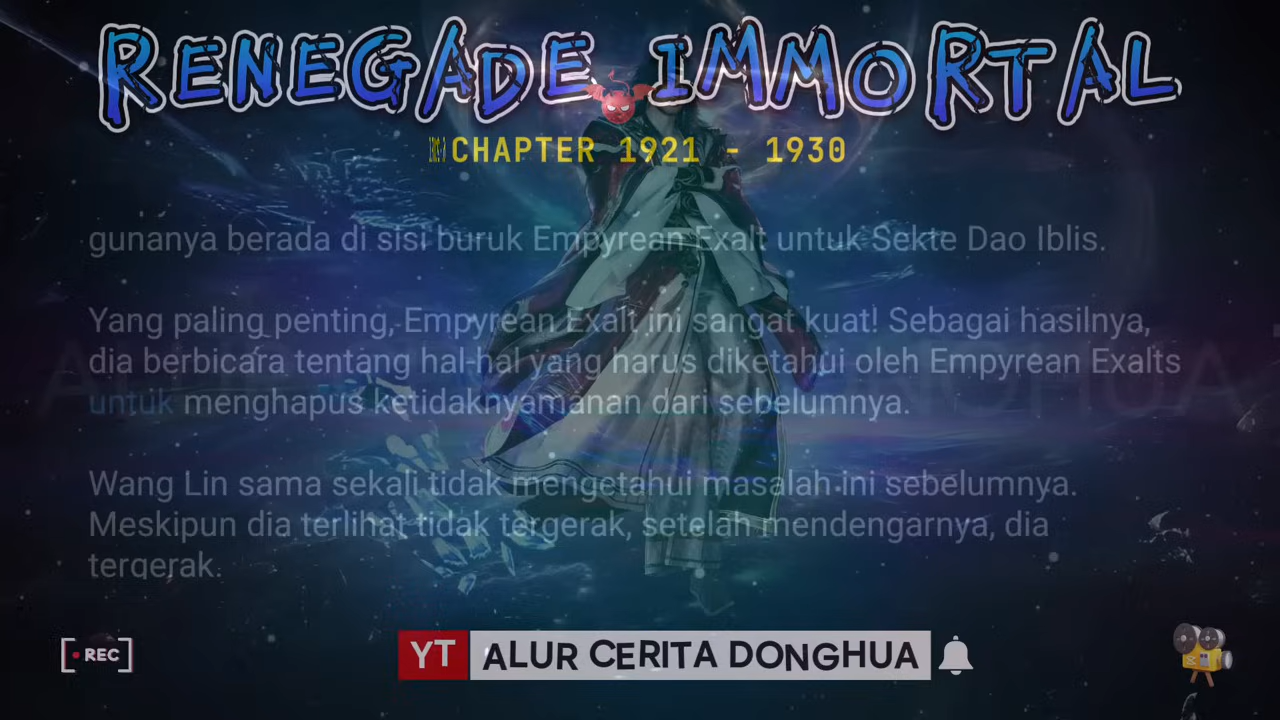 RENEGADE IMMORTAL
CHAPTER 1921 - 1930
gunanya berada di sisi buruk Empyrean Exalt untuk Sekte Dao Iblis.
Yang paling penting, Empyrean Exalt ini sangat kuat! Sebagai hasilnya,
dia berbicara tentang hal-hal yang harus diketahui oleh Empyrean Exalts
untuk menghapus ketidaknyamanan dari sebelumnya.
Wang Lin sama sekali tidak mengetahui masalah ini sebelumnya.
Meskipun dia terlihat tidak tergerak, setelah mendengarnya, dia
tergerak.
REC
YT ALUR CERITA DONGHUA